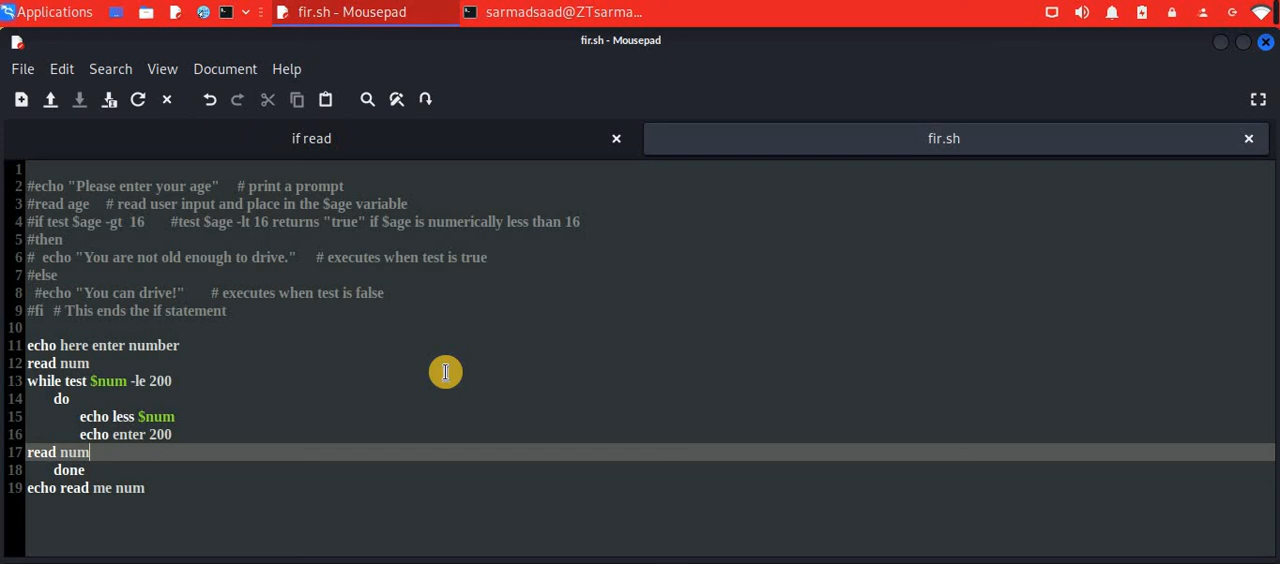 Applications fir.sh - Mousepad sarmadsaad@ZTsarma...
fir.sh - Mousepad
File Edit Search View Document Help
if read fir.sh
1
2 #echo "Please enter your age" # print a prompt
3 #read age # read user input and place in the $age variable
4 #if test $age -gt 16 #test $age -lt 16 returns "true" if $age is numerically less than 16
5 #then
6 # echo "You are not old enough to drive." # executes when test is true
7 #else
8 #echo "You can drive!" # executes when test is false
9 #fi # This ends the if statement
10
11 echo here enter number
12 read num
13 while test $num -le 200
14 do
15 echo less $num
16 echo enter 200
17 read num
18 done
19 echo read me num